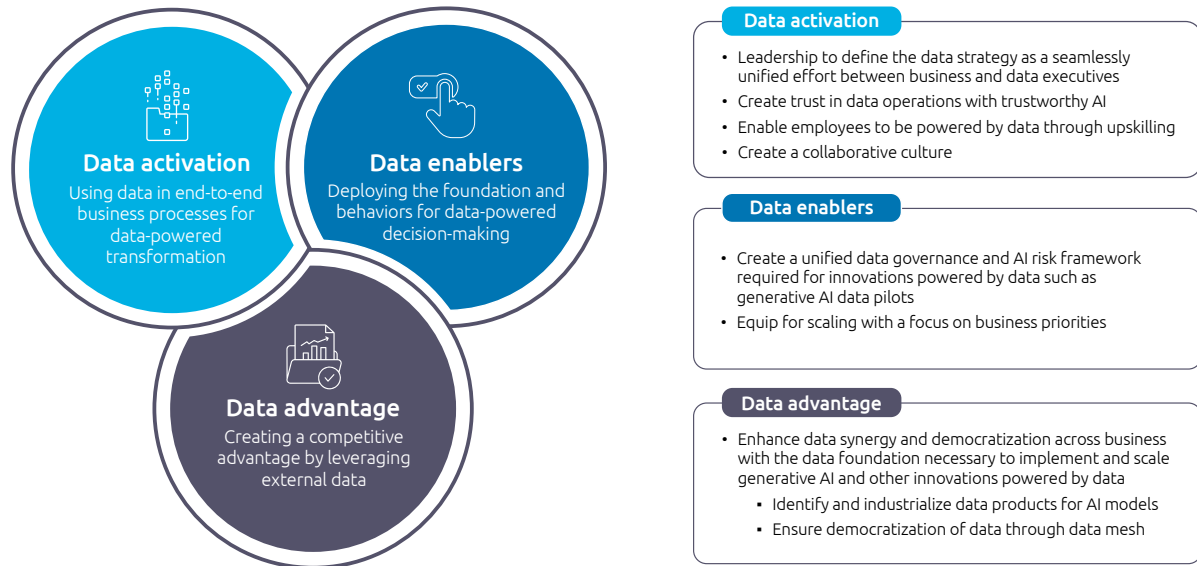 Data activation
Using data in end-to-end
business processes for
data-powered
transformation
Data enablers
Deploying the foundation and
behaviors for data-powered
decision-making
Data advantage
Creating a competitive
advantage by leveraging
external data
Data activation
• Leadership to define the data strategy as a seamlessly
unified effort between business and data executives
• Create trust in data operations with trustworthy AI
• Enable employees to be powered by data through upskilling
• Create a collaborative culture
Data enablers
• Create a unified data governance and AI risk framework
required for innovations powered by data such as
generative AI data pilots
• Equip for scaling with a focus on business priorities
Data advantage
• Enhance data synergy and democratization across business
with the data foundation necessary to implement and scale
generative AI and other innovations powered by data
▪ Identify and industrialize data products for AI models
▪ Ensure democratization of data through data mesh